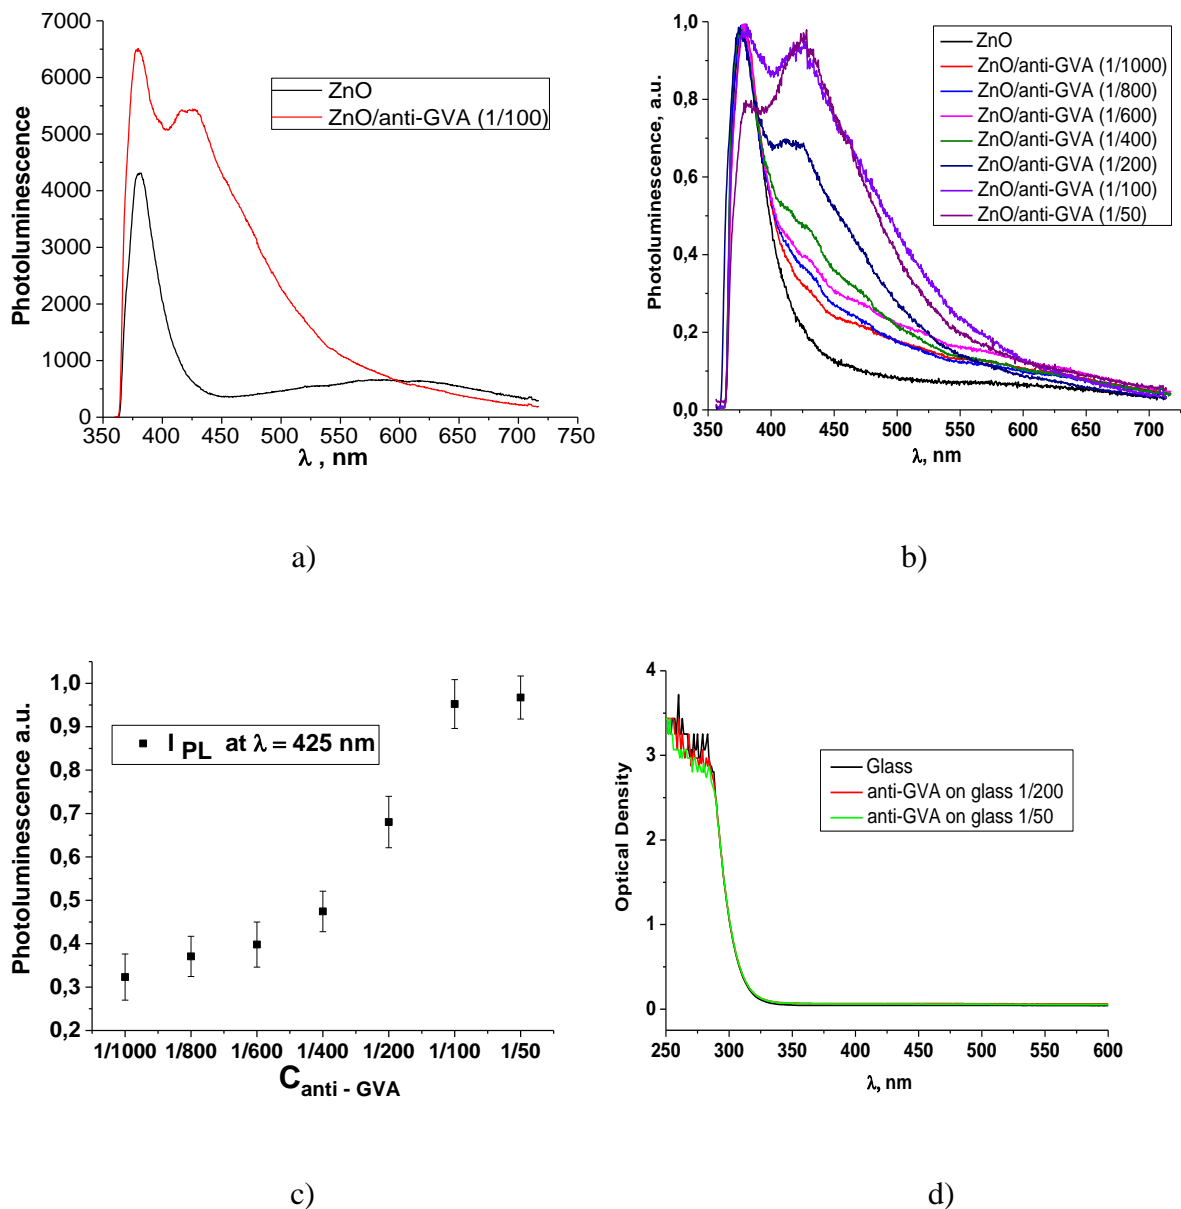 7000
6000
5000
4000
3000
2000
1000
0
Photoluminescence
ZnO
ZnO/anti-GVA (1/100)
350 400 450 500 550 600 650 700 750
λ , nm
a)
1,0
0,8
0,6
0,4
0,2
0,0
Photoluminescence, a.u.
ZnO
ZnO/anti-GVA (1/1000)
ZnO/anti-GVA (1/800)
ZnO/anti-GVA (1/600)
ZnO/anti-GVA (1/400)
ZnO/anti-GVA (1/200)
ZnO/anti-GVA (1/100)
ZnO/anti-GVA (1/50)
350 400 450 500 550 600 650 700
λ, nm
b)
1,0
0,9
0,8
0,7
0,6
0,5
0,4
0,3
0,2
Photoluminescence a.u.
I PL at λ = 425 nm
1/1000 1/800 1/600 1/400 1/200 1/100 1/50
C anti - GVA
c)
4
3
2
1
0
Optical Density
Glass
anti-GVA on glass 1/200
anti-GVA on glass 1/50
250 300 350 400 450 500 550 600
λ, nm
d)